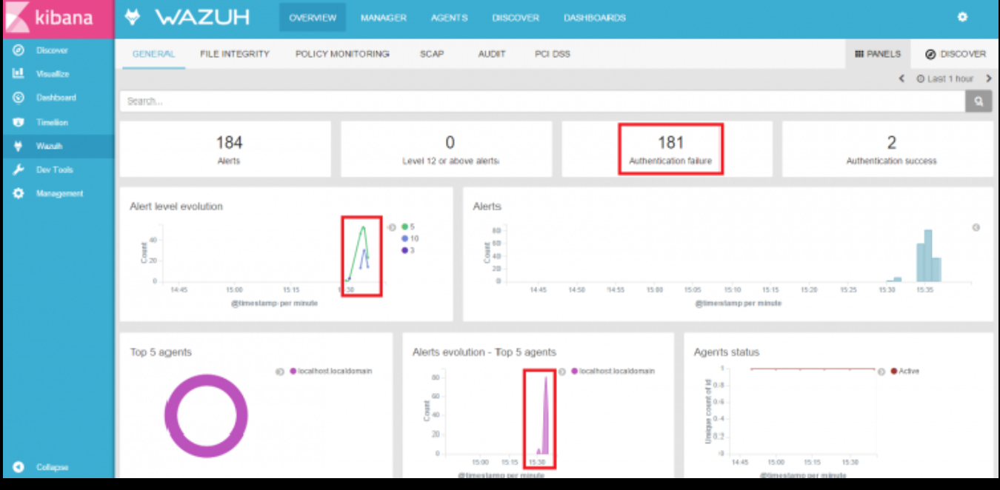 kibana
WAZUH
OVERVIEW MANAGER AGENTS DISCOVER DASHBOARDS
Discover
Visualize
Dashboard
Timelion
Wazuh
Dev Tools
Management
Collapse
GENERAL FILE INTEGRITY POLICY MONITORING SCAP AUDIT PCI DSS PANELS DISCOVER
Last 1 hour
Search...
184
Alerts
0
Level 12 or above alerts
181
Authentication failure
2
Authentication success
Alert level evolution
Count
40
20
0
14:45 15:00 15:15 15:30
@timestamp per minute
5
10
3
Alerts
Count
80
60
40
20
0
14:45 14:50 14:55 15:00 15:05 15:10 15:15 15:20 15:25 15:30 15:35
@timestamp per minute
Top 5 agents
localhost.localdomain
Alerts evolution - Top 5 agents
Count
80
60
40
20
0
15:00 15:15 15:30
@timestamp per minute
localhost.localdomain
Agents status
Unique count of id
1
0.8
0.6
0.4
0.2
0
14:45 15:00 15:15 15:30
@timestamp per minute
Active